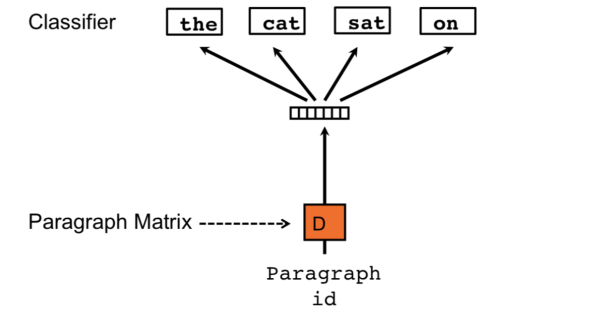 Classifier the cat sat on
Paragraph Matrix D
Paragraph
id